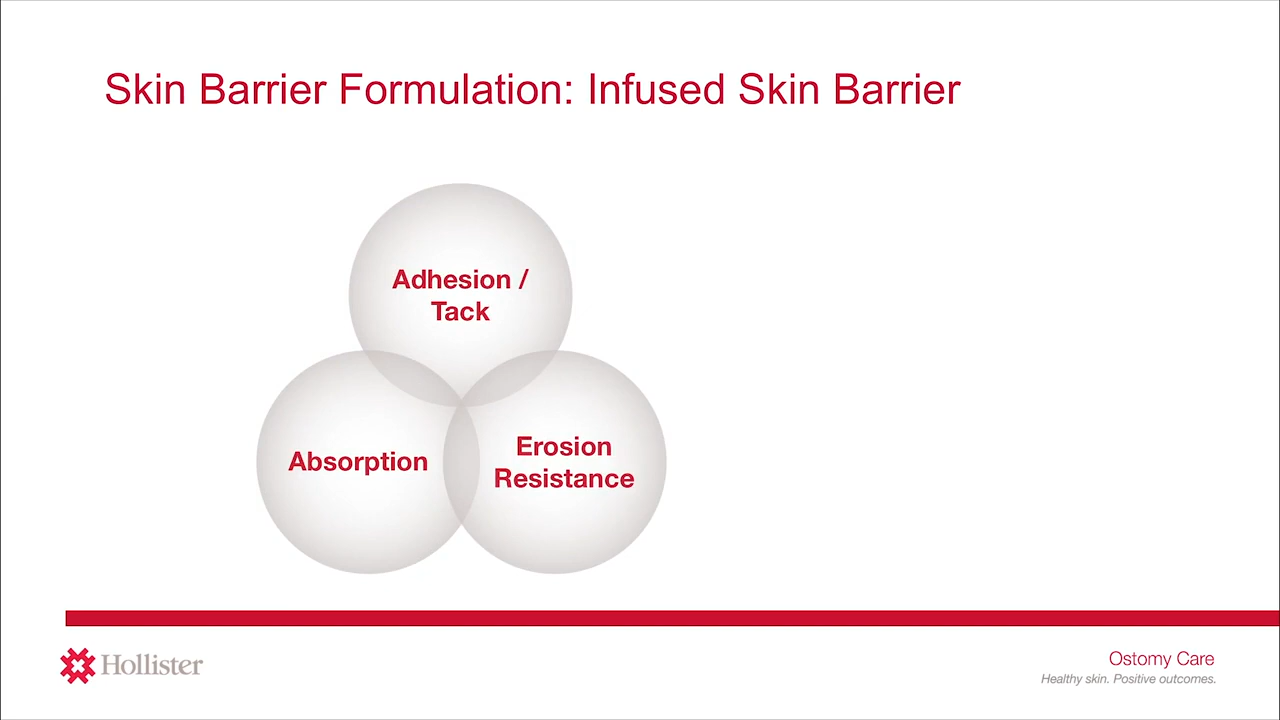 Skin Barrier Formulation: Infused Skin Barrier
Adhesion /
Tack
Absorption
Erosion
Resistance
Hollister
Ostomy Care
Healthy skin. Positive outcomes.